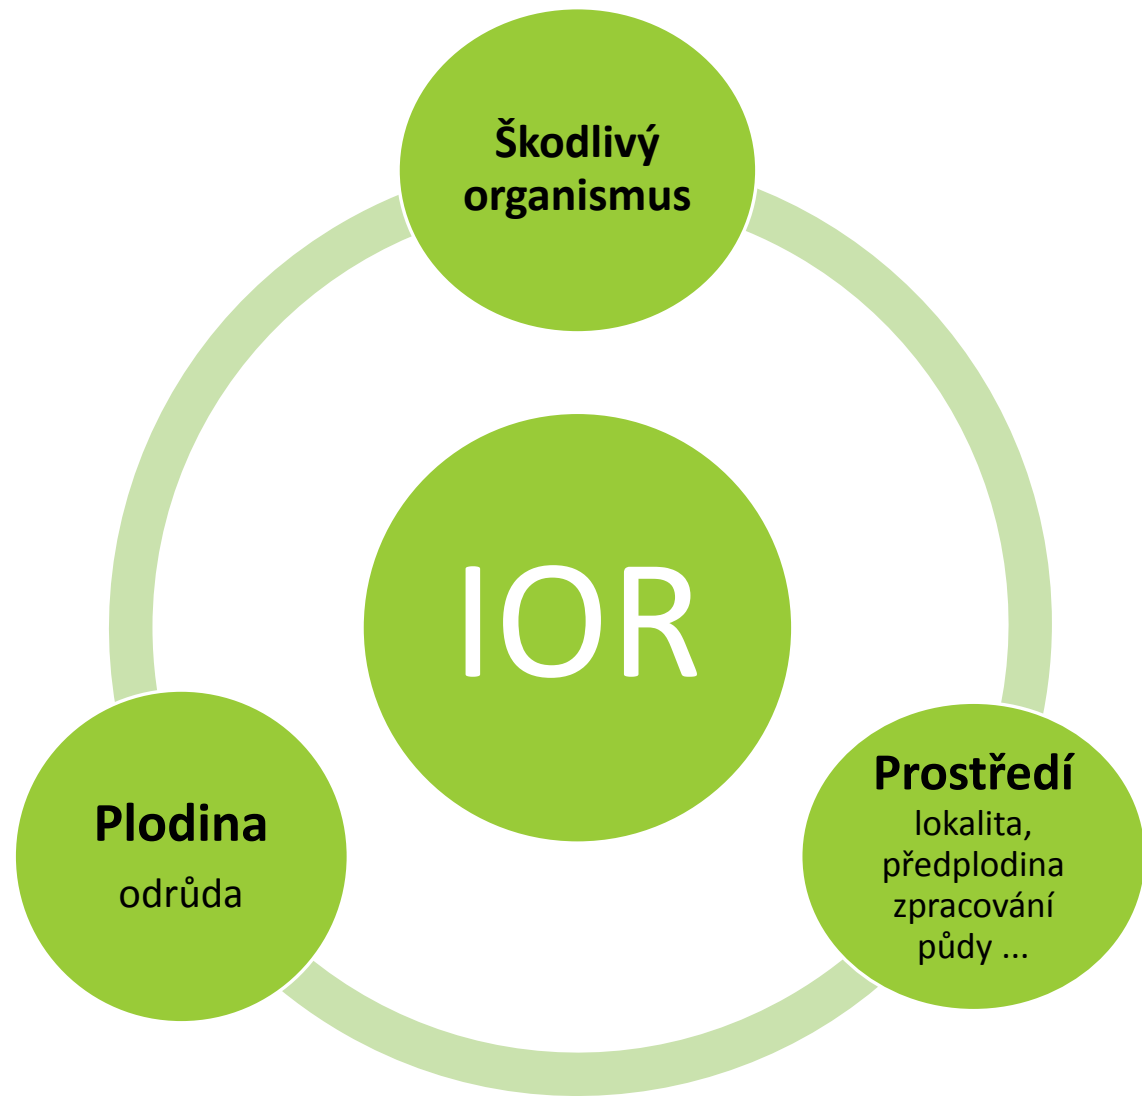 Škodlivý
organismus
IOR
Plodina
odrůda
Prostředí
lokalita,
předplodina
zpracování
půdy ...